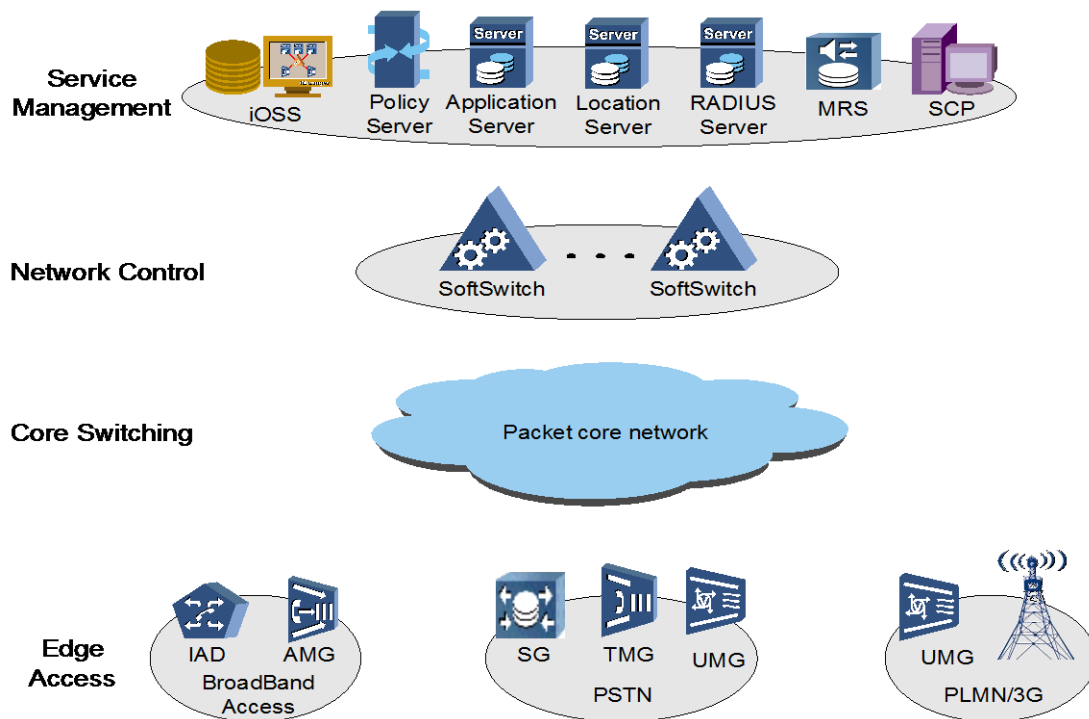 Service
Management
iOSS
Policy
Server
Server
Application
Server
Server
Location
Server
Server
RADIUS
Server
MRS
SCP
Network Control
SoftSwitch
SoftSwitch
Core Switching
Packet core network
Edge
Access
IAD
AMG
BroadBand
Access
SG
TMG
UMG
PSTN
UMG
PLMN/3G